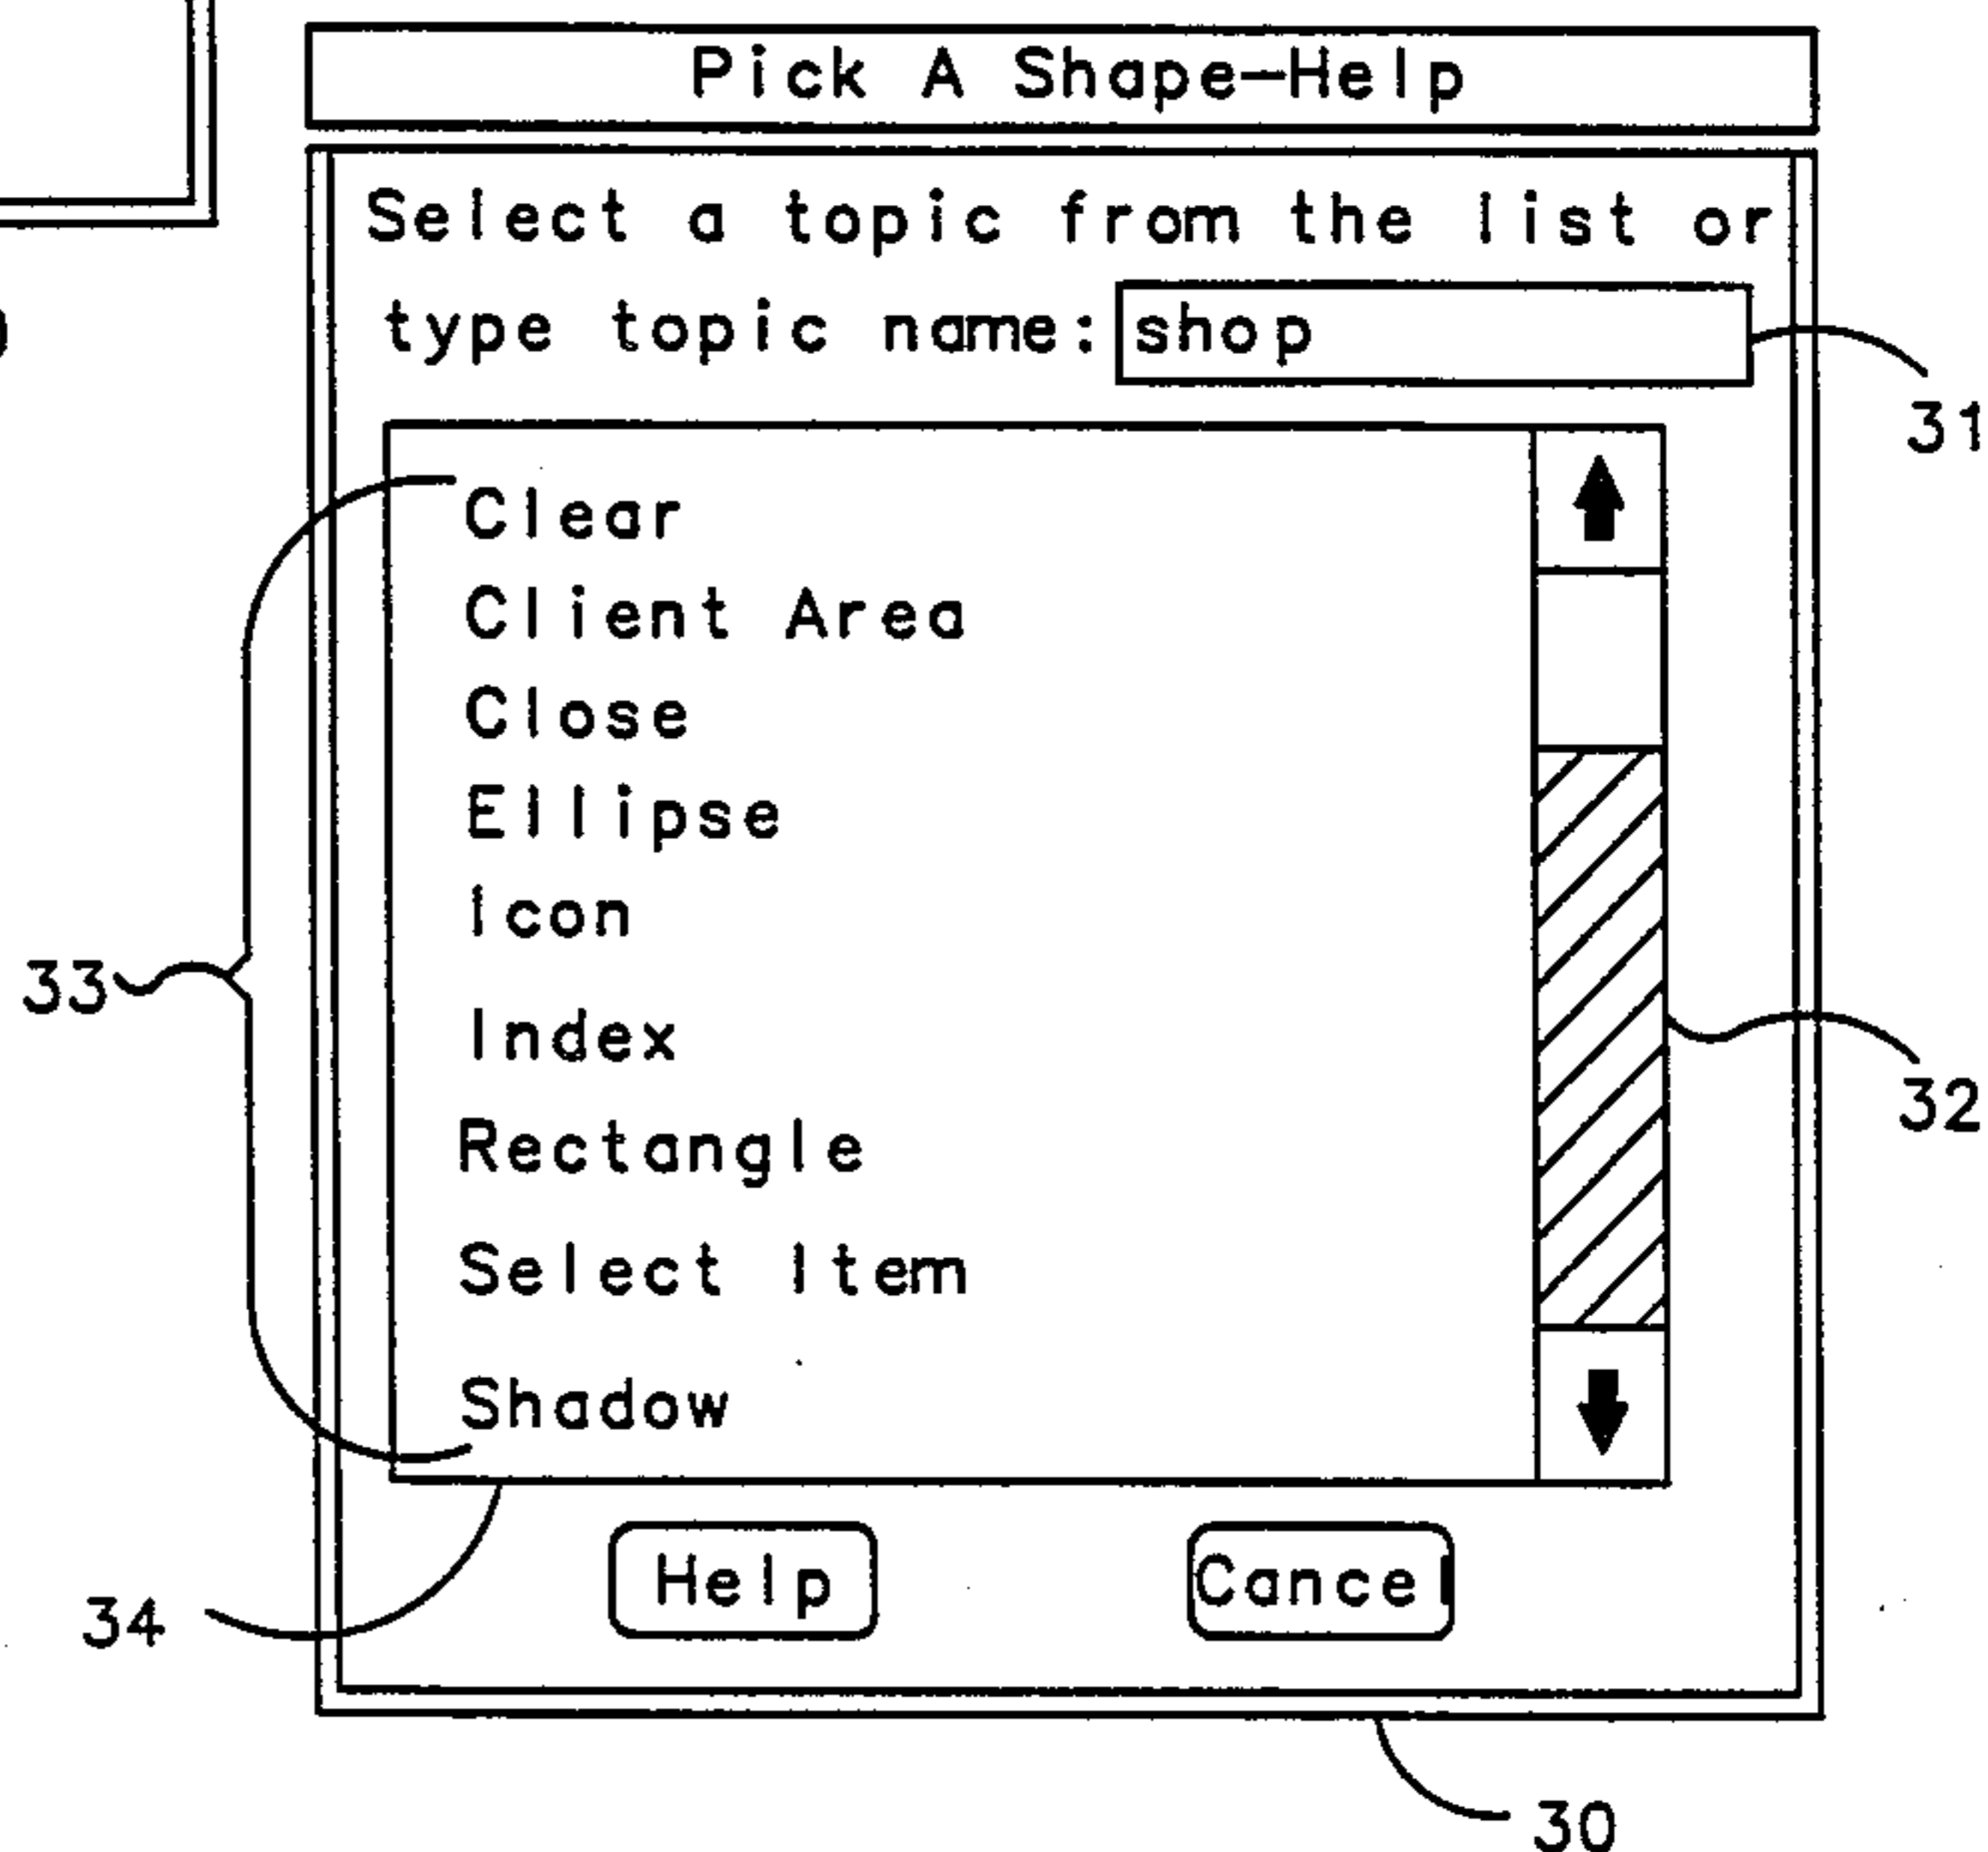 Pick A Shape-Help
Select a topic from the list or
type topic name: shop
31
Clear
Client Area
Close
Ellipse
Icon
33
Index
32
Rectangle
Select Item
Shadow
Help Cancel
34
30